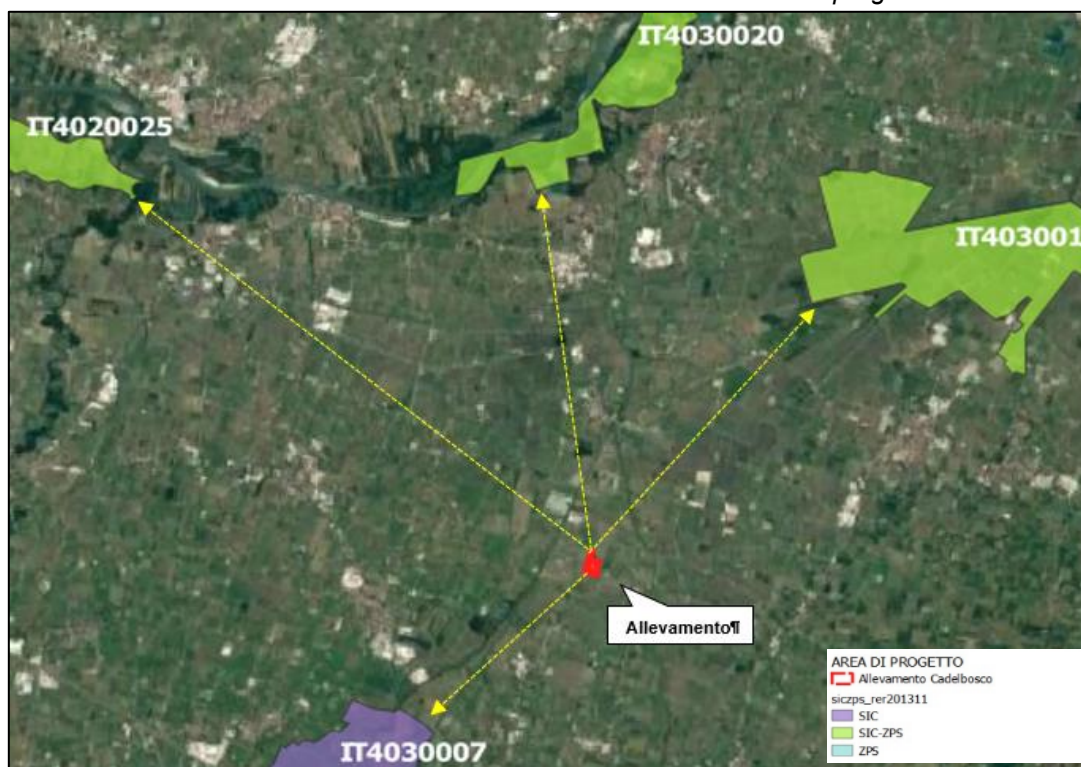 IT4030020
IT4020025
IT403001
Allevamento¶
IT4030007
AREA DI PROGETTO
Allevamento Cadelbosco
siczps_rer201311
SIC
SIC-ZPS
ZPS